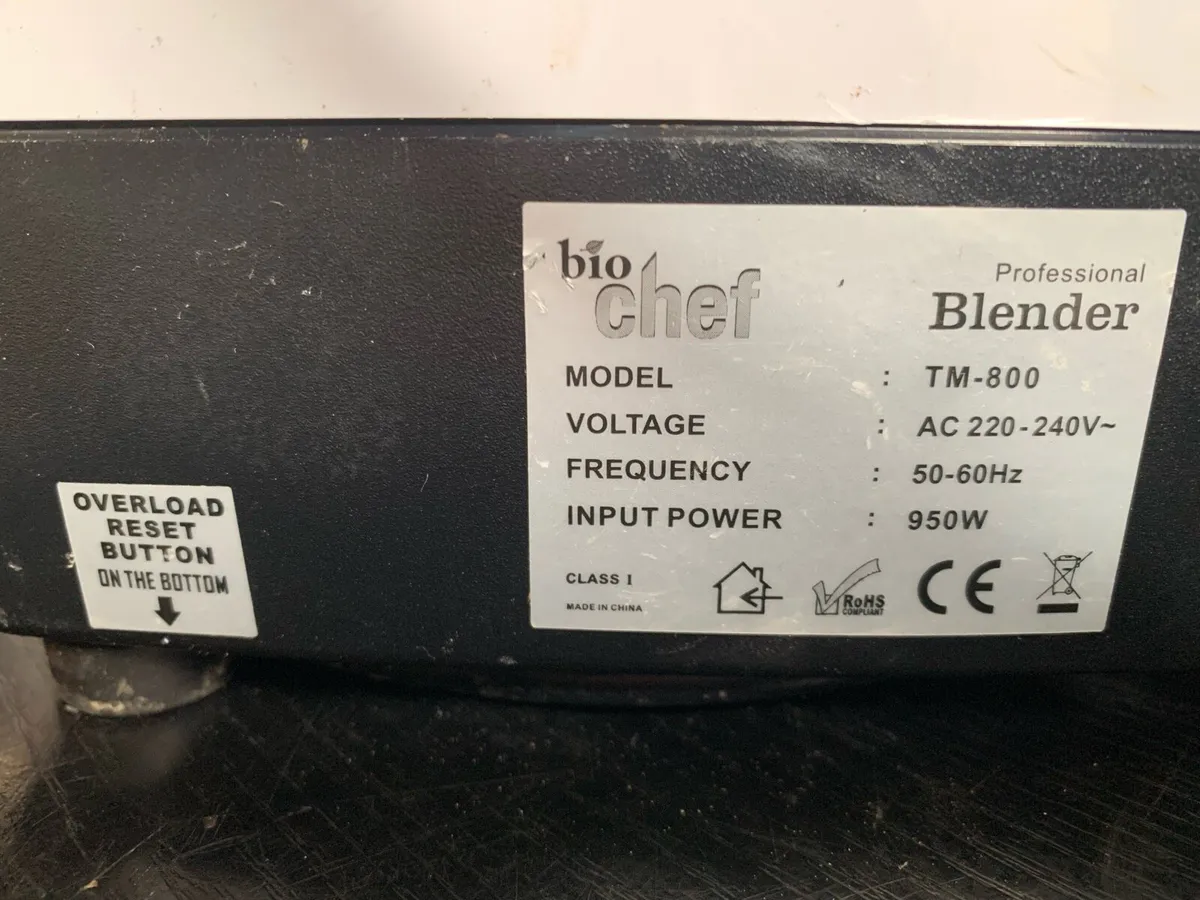 bio
chef
Professional
Blender
MODEL : TM-800
VOLTAGE : AC 220-240V~
FREQUENCY : 50-60Hz
INPUT POWER : 950W
CLASS I
MADE IN CHINA
RoHS
COMPLIANT
CE
OVERLOAD
RESET
BUTTON
ON THE BOTTOM